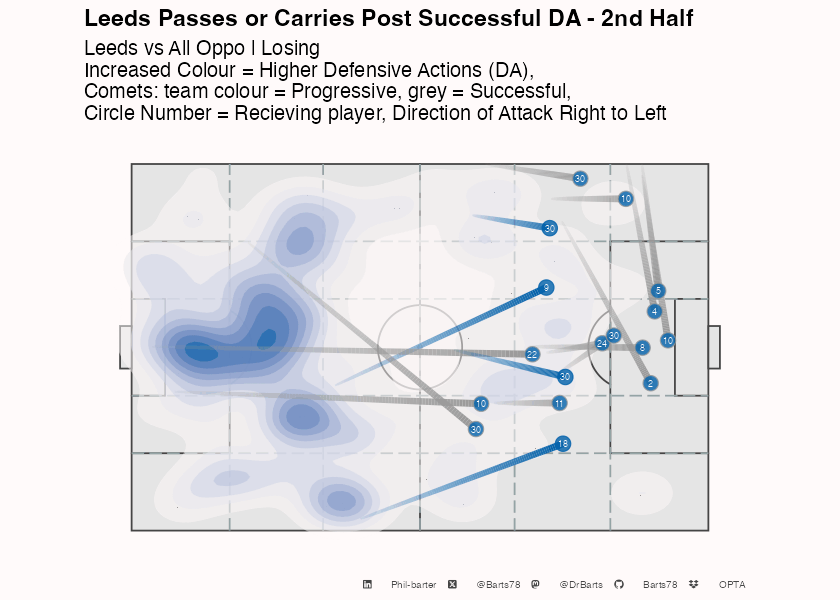 Leeds Passes or Carries Post Successful DA - 2nd Half
Leeds vs All Oppo | Losing
Increased Colour = Higher Defensive Actions (DA),
Comets: team colour = Progressive, grey = Successful,
Circle Number = Recieving player, Direction of Attack Right to Left
30
10
30
9
5
4
30
10
24
8
22
30
2
10
11
30
18
Phil-barter @Barts78 @DrBarts Barts78 OPTA